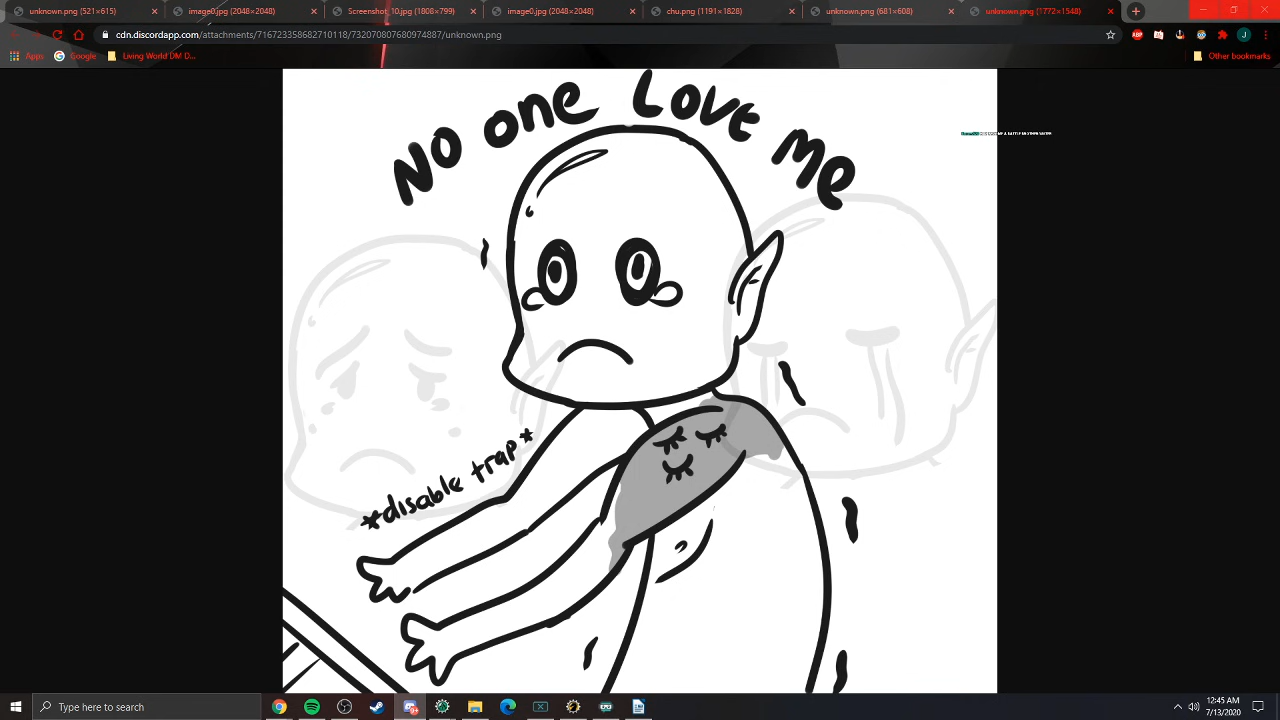 unknown.png (521×615)
image0.jpg (2048×2048)
Screenshot_10.jpg (1808×799)
image0.jpg (2048×2048)
chu.png (1191×1828)
unknown.png (681×608)
unknown.png (1772×1548)
cdn.discordapp.com/attachments/716723358682710118/732070807680974887/unknown.png
ABP
J
Apps
Google
Living World DM D...
Other bookmarks
No one Love me
*disable trap*
Type here to search
12:45 AM
7/13/2020